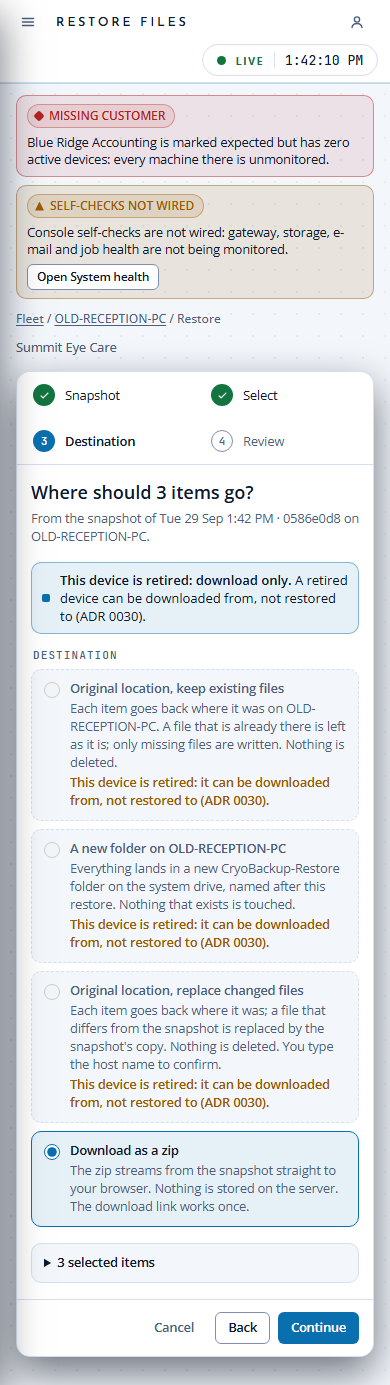 RESTORE FILES
LIVE 1:42:10 PM
MISSING CUSTOMER
Blue Ridge Accounting is marked expected but has zero
active devices: every machine there is unmonitored.
SELF-CHECKS NOT WIRED
Console self-checks are not wired: gateway, storage, e-
mail and job health are not being monitored.
Open System health
Fleet / OLD-RECEPTION-PC / Restore
Summit Eye Care
Snapshot
Select
3 Destination
4 Review
Where should 3 items go?
From the snapshot of Tue 29 Sep 1:42 PM · 0586e0d8 on
OLD-RECEPTION-PC.
This device is retired: download only. A retired
device can be downloaded from, not restored
to (ADR 0030).
DESTINATION
Original location, keep existing files
Each item goes back where it was on OLD-
RECEPTION-PC. A file that is already there is left
as it is; only missing files are written. Nothing is
deleted.
This device is retired: it can be downloaded
from, not restored to (ADR 0030).
A new folder on OLD-RECEPTION-PC
Everything lands in a new CryoBackup-Restore
folder on the system drive, named after this
restore. Nothing that exists is touched.
This device is retired: it can be downloaded
from, not restored to (ADR 0030).
Original location, replace changed files
Each item goes back where it was; a file that
differs from the snapshot is replaced by the
snapshot's copy. Nothing is deleted. You type
the host name to confirm.
This device is retired: it can be downloaded
from, not restored to (ADR 0030).
Download as a zip
The zip streams from the snapshot straight to
your browser. Nothing is stored on the server.
The download link works once.
3 selected items
Cancel
Back
Continue